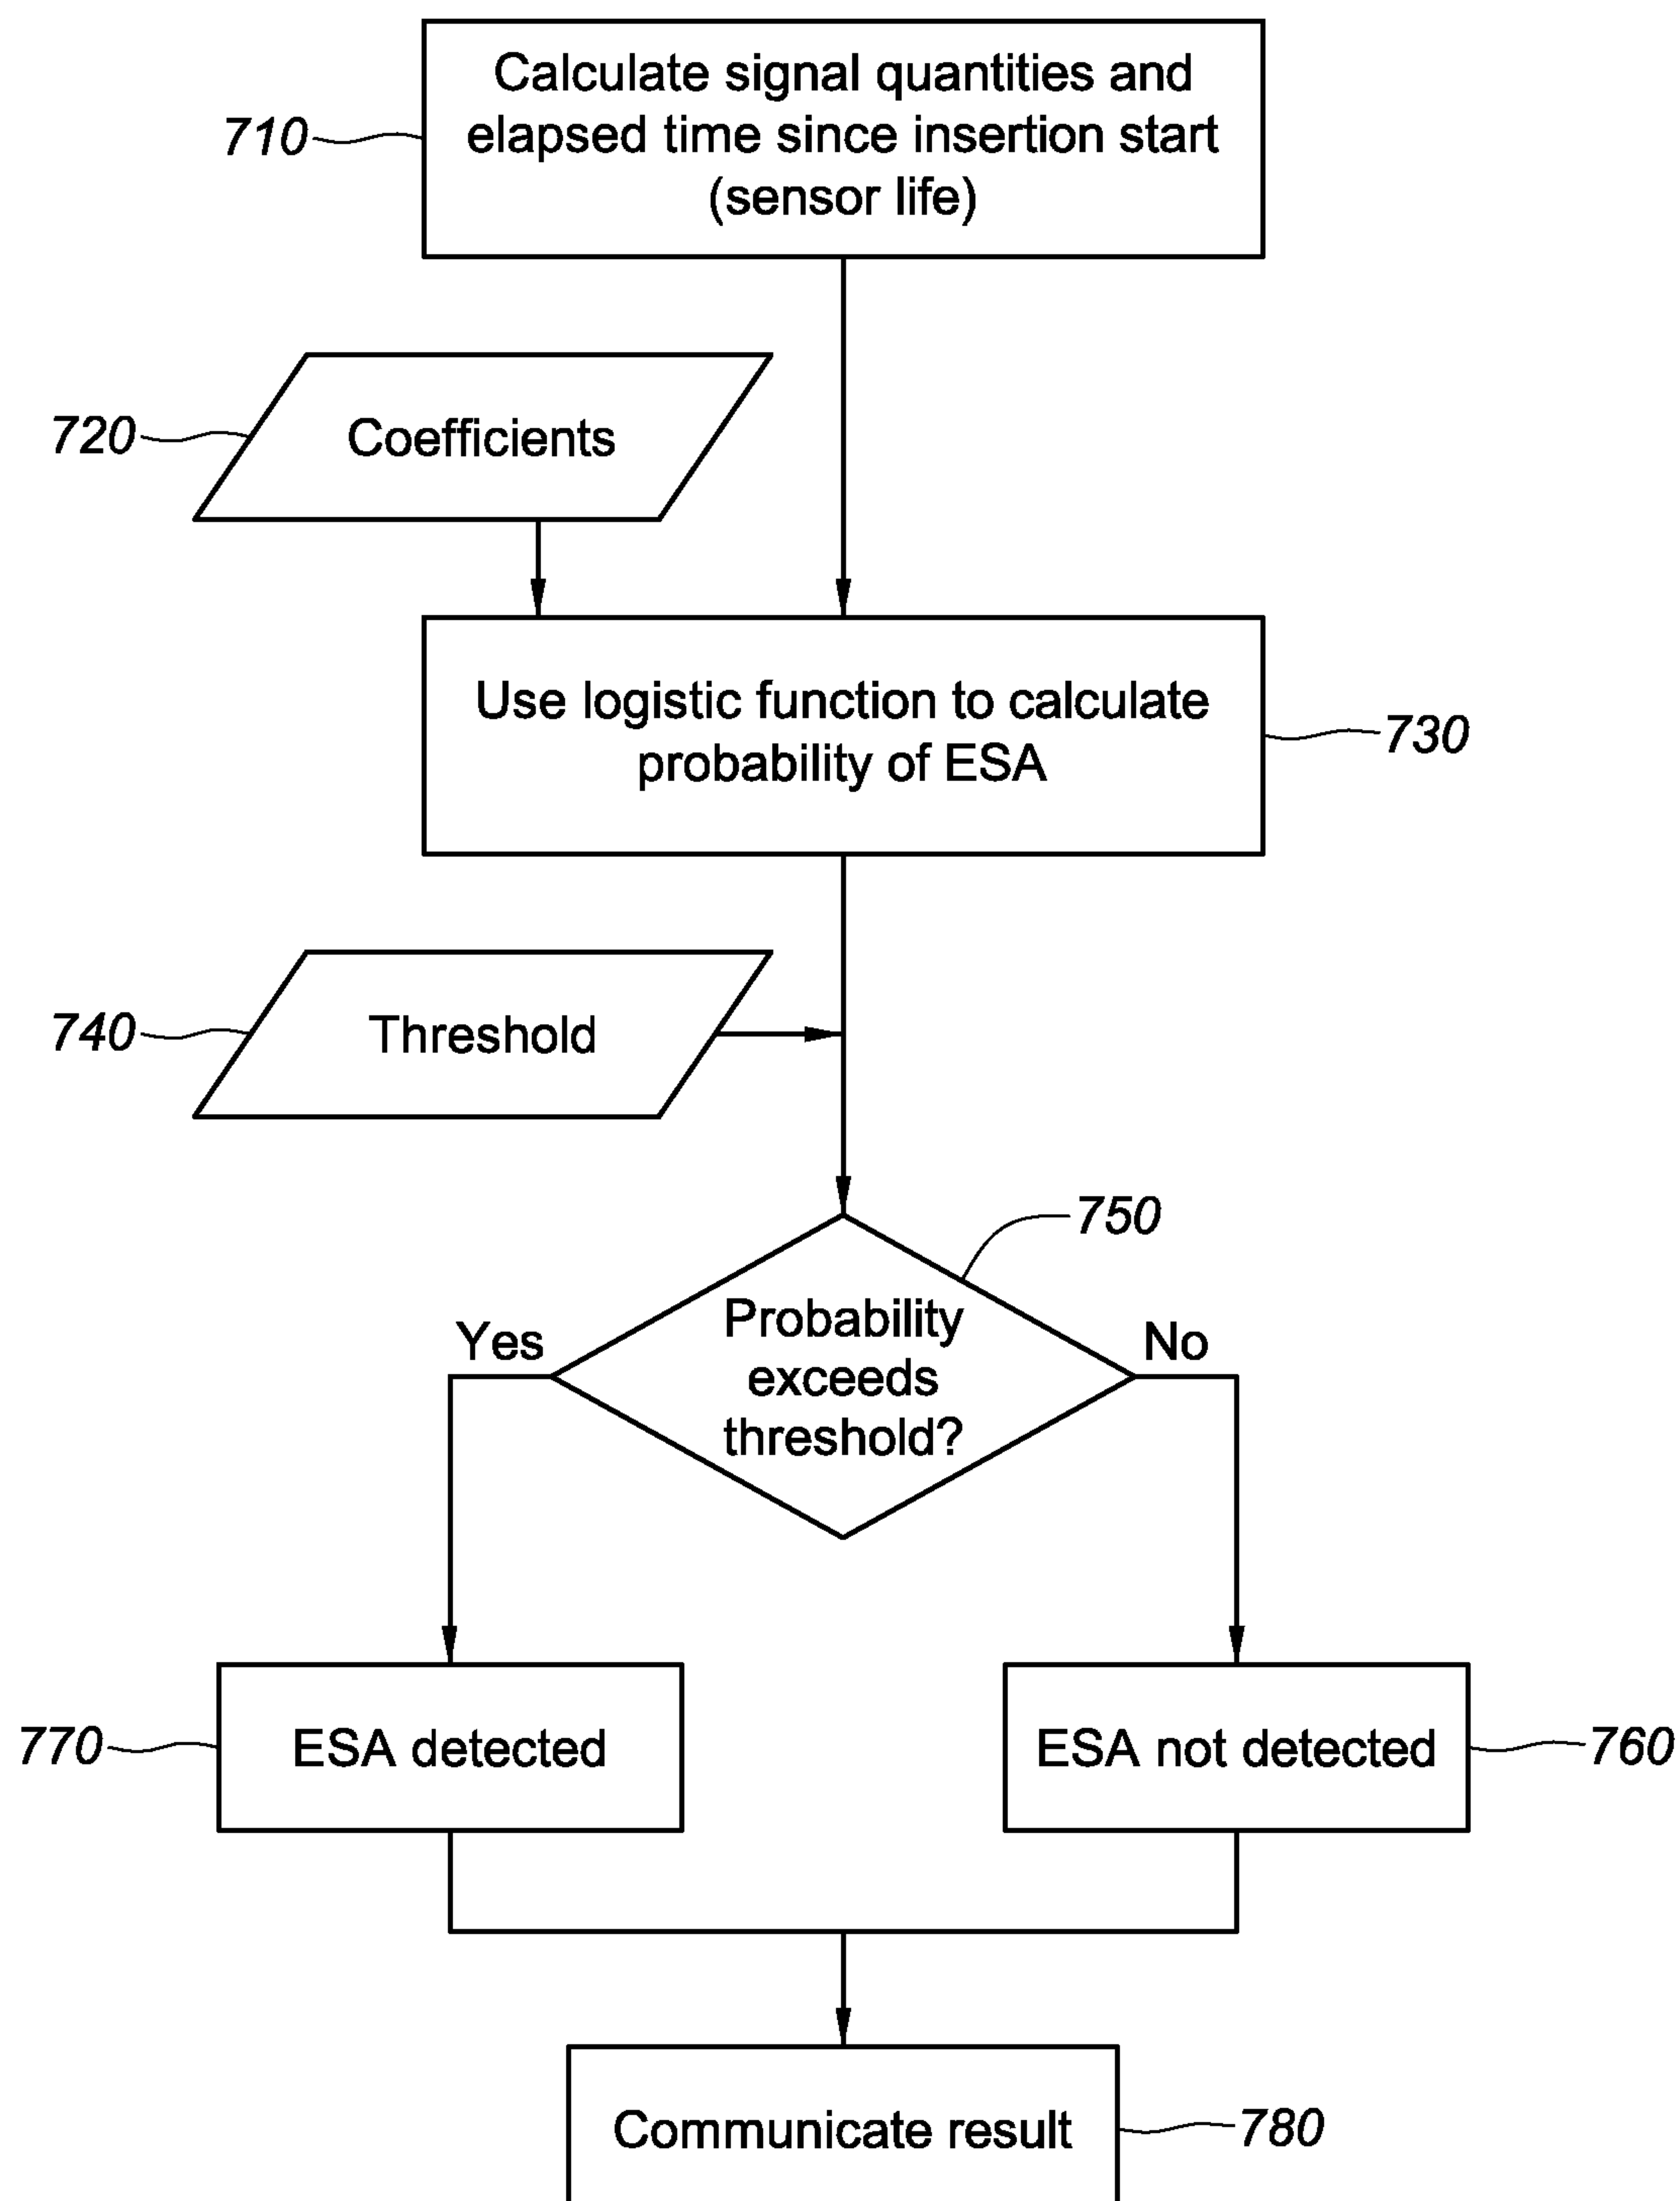 Calculate signal quantities and
elapsed time since insertion start
(sensor life)
710
720
Coefficients
Use logistic function to calculate
probability of ESA
730
740
Threshold
750
Probability
exceeds
threshold?
Yes
No
770
ESA detected
ESA not detected
760
Communicate result
780